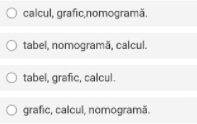 calcul, grafic,nomogramă.
tabel, nomogramă, calcul.
tabel, grafic, calcul.
grafic, calcul, nomogramă.